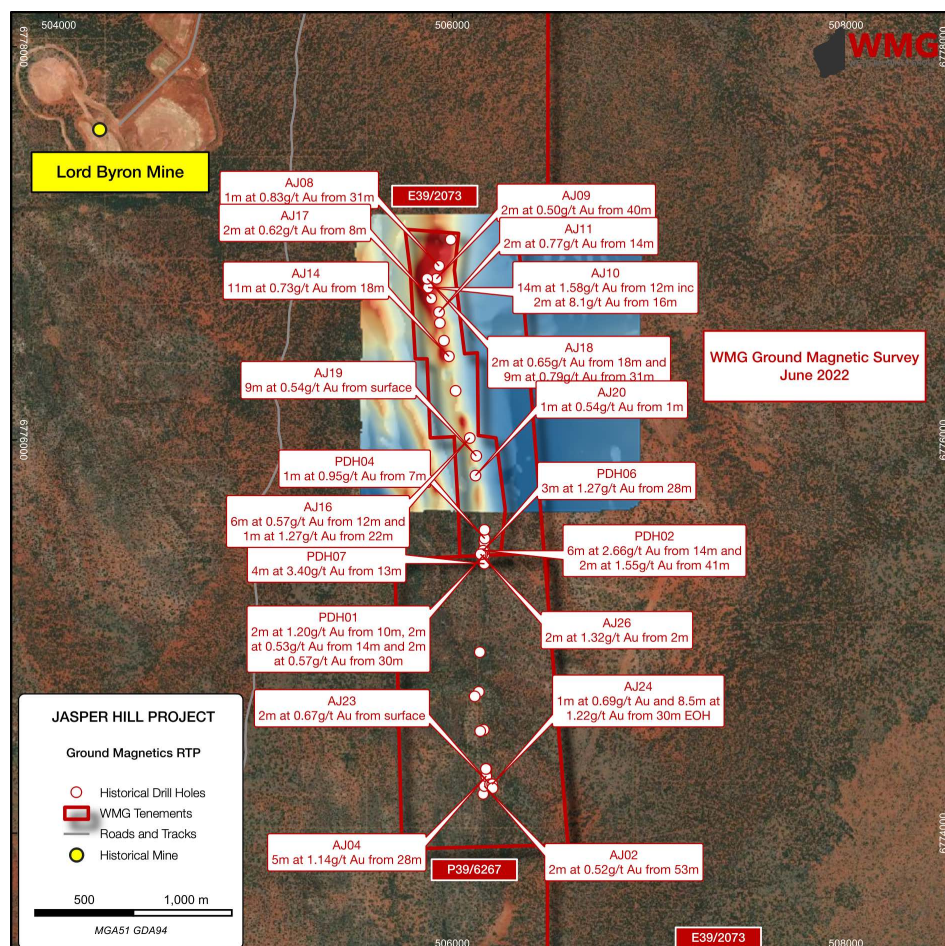 504000
506000
508000
6778000
6778000
WMG
Lord Byron Mine
AJ08
1m at 0.83g/t Au from 31m
E39/2073
AJ09
2m at 0.50g/t Au from 40m
AJ17
2m at 0.62g/t Au from 8m
AJ11
2m at 0.77g/t Au from 14m
AJ14
11m at 0.73g/t Au from 18m
AJ10
14m at 1.58g/t Au from 12m inc
2m at 8.1g/t Au from 16m
WMG Ground Magnetic Survey
June 2022
AJ18
2m at 0.65g/t Au from 18m and
9m at 0.79g/t Au from 31m
AJ19
9m at 0.54g/t Au from surface
AJ20
1m at 0.54g/t Au from 1m
6776000
6776000
PDH04
1m at 0.95g/t Au from 7m
PDH06
3m at 1.27g/t Au from 28m
AJ16
6m at 0.57g/t Au from 12m and
1m at 1.27g/t Au from 22m
PDH02
6m at 2.66g/t Au from 14m and
2m at 1.55g/t Au from 41m
PDH07
4m at 3.40g/t Au from 13m
PDH01
2m at 1.20g/t Au from 10m, 2m
at 0.53g/t Au from 14m and 2m
at 0.57g/t Au from 30m
AJ26
2m at 1.32g/t Au from 2m
AJ23
2m at 0.67g/t Au from surface
AJ24
1m at 0.69g/t Au and 8.5m at
1.22g/t Au from 30m EOH
JASPER HILL PROJECT
Ground Magnetics RTP
Historical Drill Holes
WMG Tenements
Roads and Tracks
Historical Mine
500
1,000 m
MGA51 GDA94
6774000
AJ04
5m at 1.14g/t Au from 28m
AJ02
2m at 0.52g/t Au from 53m
P39/6267
E39/2073
506000
508000